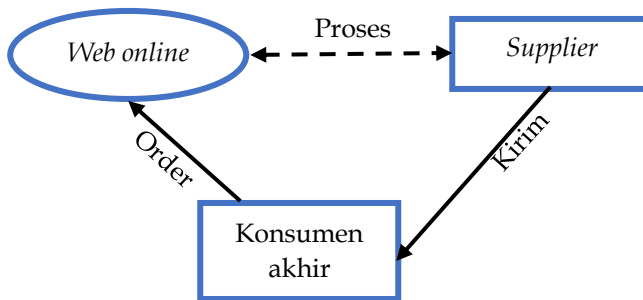 Proses
Web online
Supplier
Order
Kirim
Konsumen
akhir